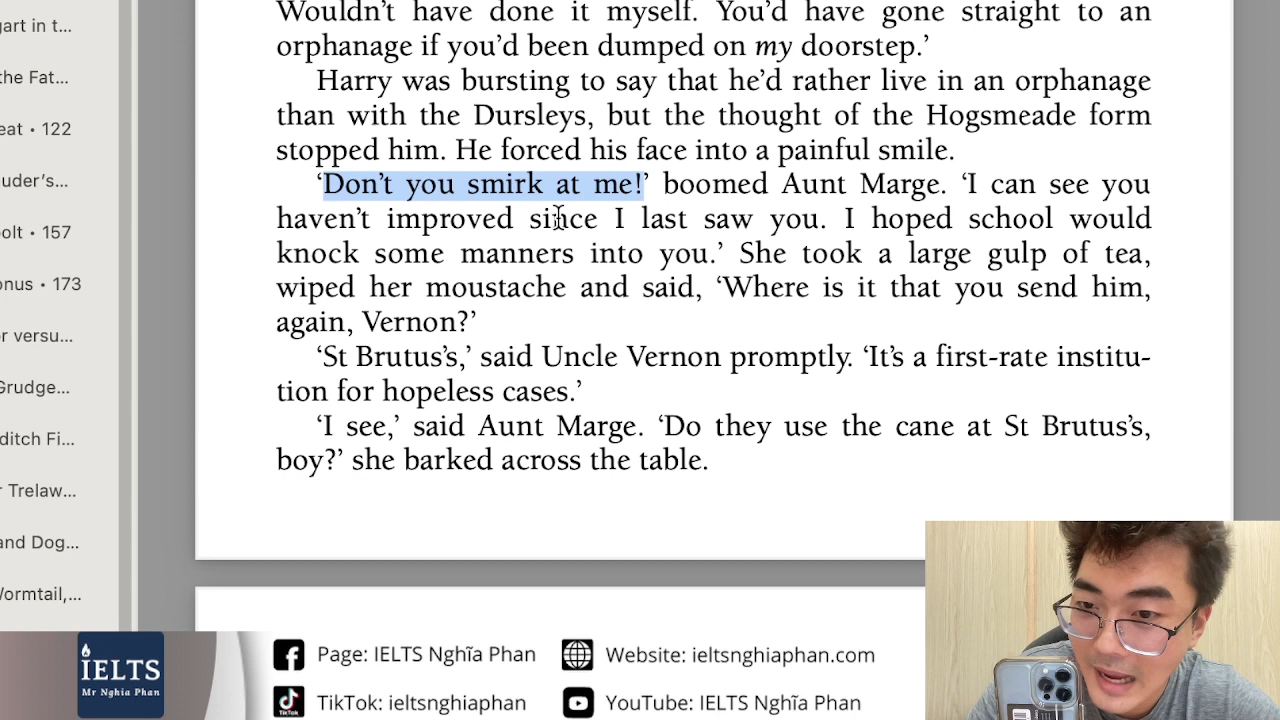 Wouldn't have done it myself. You'd have gone straight to an
orphanage if you'd been dumped on my doorstep.'
Harry was bursting to say that he'd rather live in an orphanage
than with the Dursleys, but the thought of the Hogsmeade form
stopped him. He forced his face into a painful smile.
'Don't you smirk at me!' boomed Aunt Marge. 'I can see you
haven't improved since I last saw you. I hoped school would
knock some manners into you.' She took a large gulp of tea,
wiped her moustache and said, 'Where is it that you send him,
again, Vernon?'
'St Brutus's,' said Uncle Vernon promptly. 'It's a first-rate institu-
tion for hopeless cases.'
'I see,' said Aunt Marge. 'Do they use the cane at St Brutus's,
boy?' she barked across the table.
gart in t...
the Fat...
eat • 122
uder's...
olt • 157
onus • 173
r versu...
Grudge...
ditch Fi...
r Trelaw...
and Dog...
Wormtail,...
IELTS
Mr Nghia Phan
Page: IELTS Nghĩa Phan
Website: ieltsnghiaphan.com
TikTok
TikTok: ieltsnghiaphan
YouTube: IELTS Nghĩa Phan